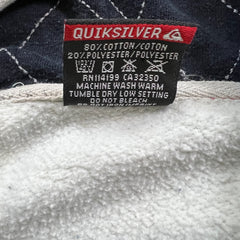 QUIKSILVER
80% COTTON/COTON
20% POLYESTER/POLYESTER
RN114199 CA32350
MACHINE WASH WARM
TUMBLE DRY LOW SETTING
DO NOT BLEACH